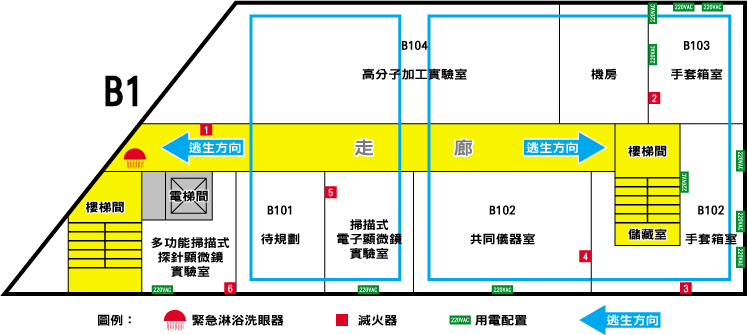 B1
B104
高分子加工實驗室
機房
B103
手套箱室
220VAC
220VAC
220VAC
220VAC
1
2
逃生方向
走 廊
逃生方向
樓梯間
220VAC
220VAC
電梯間
樓梯間
多功能掃描式
探針顯微鏡
實驗室
B101
待規劃
5
掃描式
電子顯微鏡
實驗室
B102
共同儀器室
4
儲藏室
B102
手套箱室
220VAC
220VAC
220VAC
6
220VAC
220VAC
3
圖例：
緊急淋浴洗眼器
滅火器
220VAC
用電配置
逃生方向